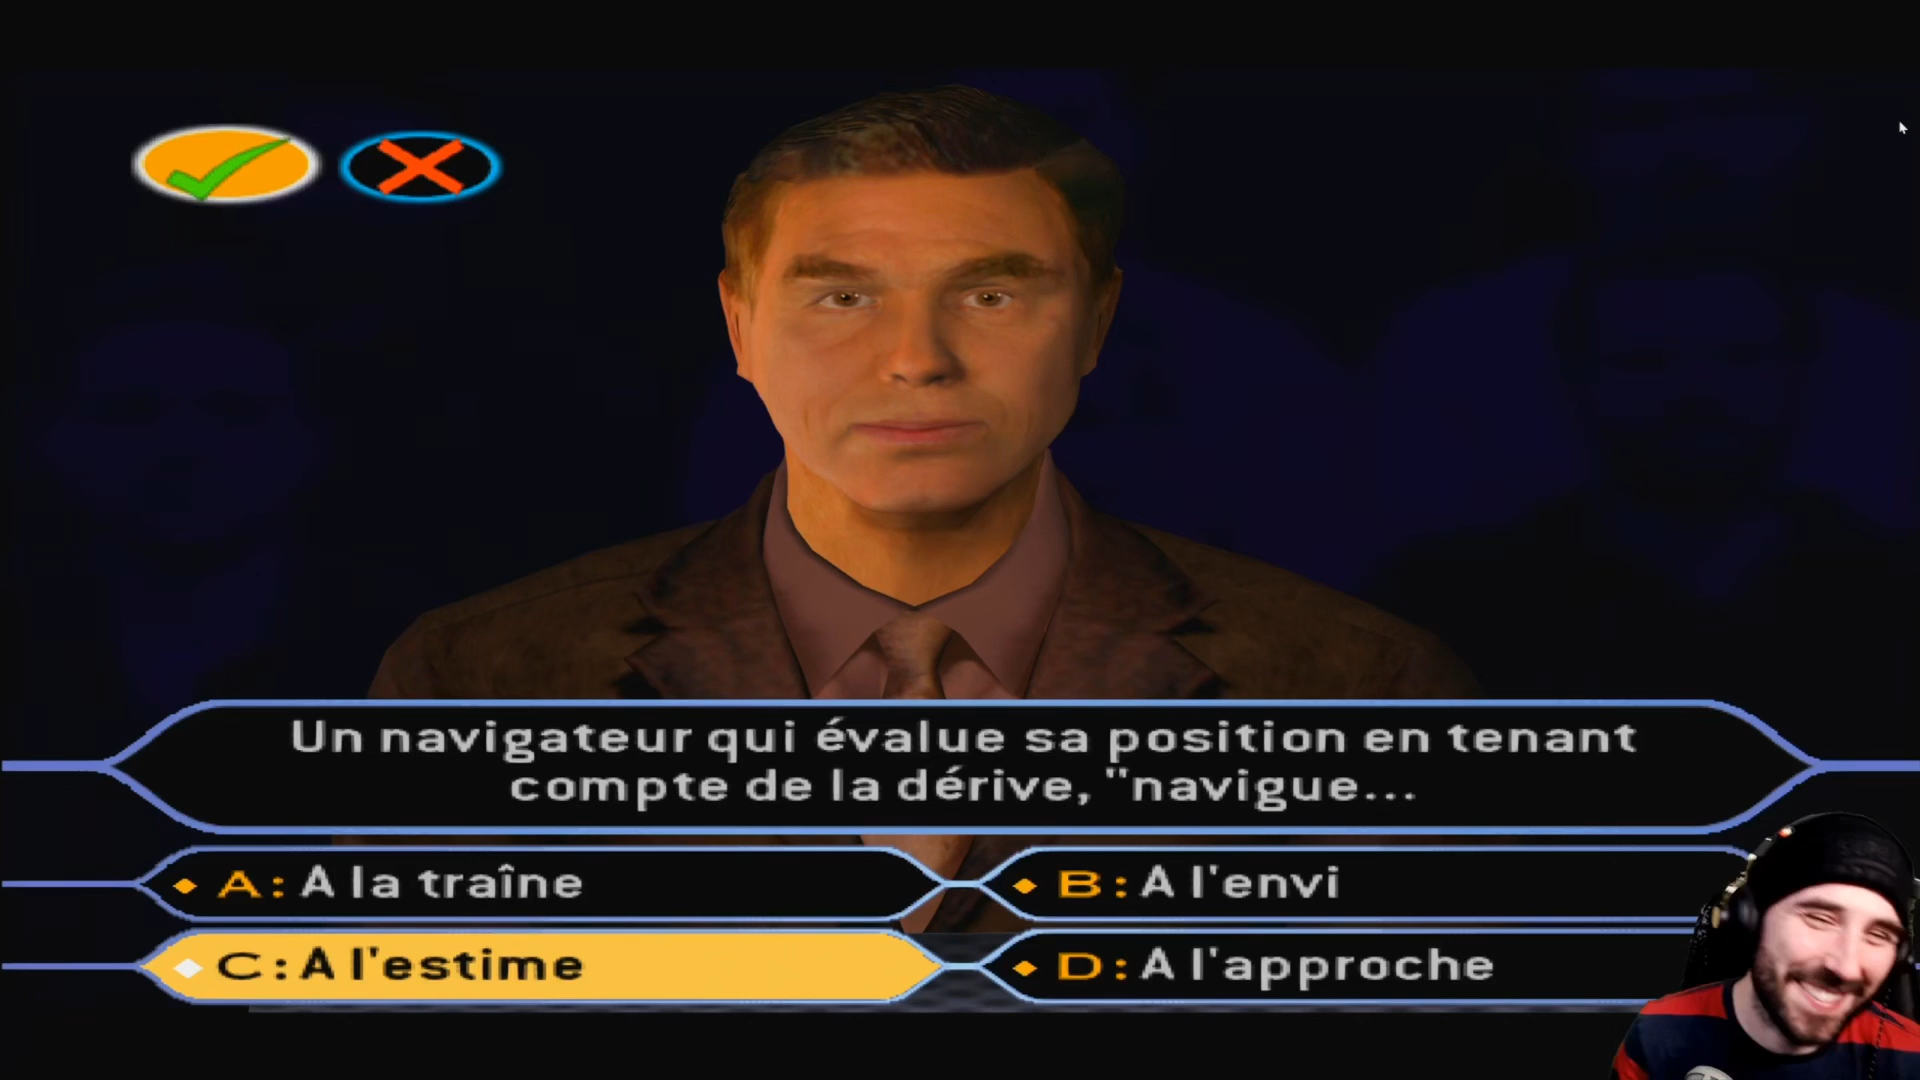 Un navigateur qui évalue sa position en tenant
compte de la dérive, "navigue...
A: A la traîne
B: A l'envi
C: A l'estime
D: A l'approche